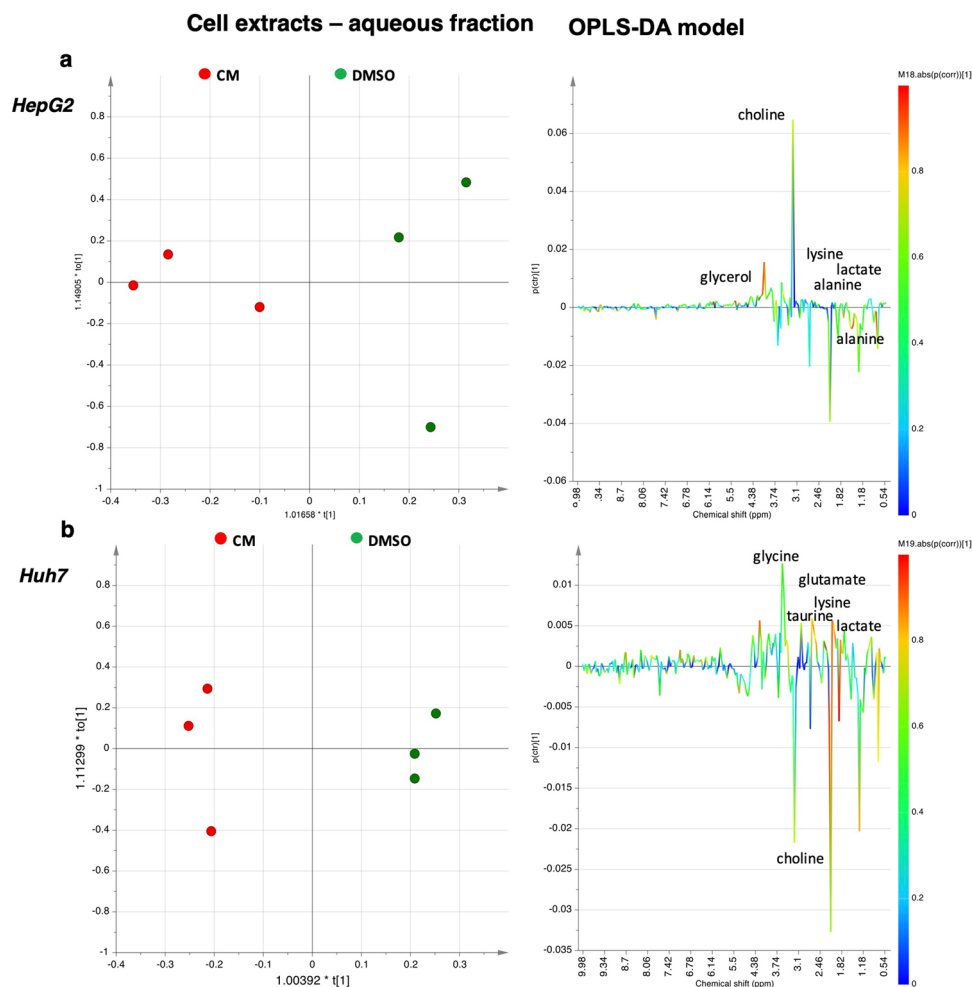 Cell extracts – aqueous fraction OPLS-DA model
a
HepG2
CM DMSO
0.8
0.6
0.4
0.2
0
-0.2
-0.4
-0.6
-0.8
-1
1.14905 * to[1]
-0.4 -0.3 -0.2 -0.1 0 0.1 0.2 0.3
1.01658 * t[1]
M18.abs(p(corr))[1]
choline
lysine
lactate
alanine
glycerol
alanine
0.06
0.04
0.02
0
-0.02
-0.04
-0.06
p(ctr)[1]
9.98 .34 8.7 8.06 7.42 6.78 6.14 5.5 4.38 3.74 3.1 2.46 1.82 1.18 0.54
Chemical shift (ppm)
0.8
0.6
0.4
0.2
0
b
Huh7
CM DMSO
0.8
0.6
0.4
0.2
0
-0.2
-0.4
-0.6
-0.8
-1
1.11299 * to[1]
-0.4 -0.3 -0.2 -0.1 0 0.1 0.2 0.3
1.00392 * t[1]
M19.abs(p(corr))[1]
glycine
glutamate
lysine
taurine
lactate
choline
0.01
0.005
0
-0.005
-0.01
-0.015
-0.02
-0.025
-0.03
-0.035
p(ctr)[1]
9.98 9.34 8.7 8.06 7.42 6.78 6.14 5.5 4.38 3.74 3.1 2.46 1.82 1.18 0.54
Chemical shift (ppm)
0.8
0.6
0.4
0.2
0